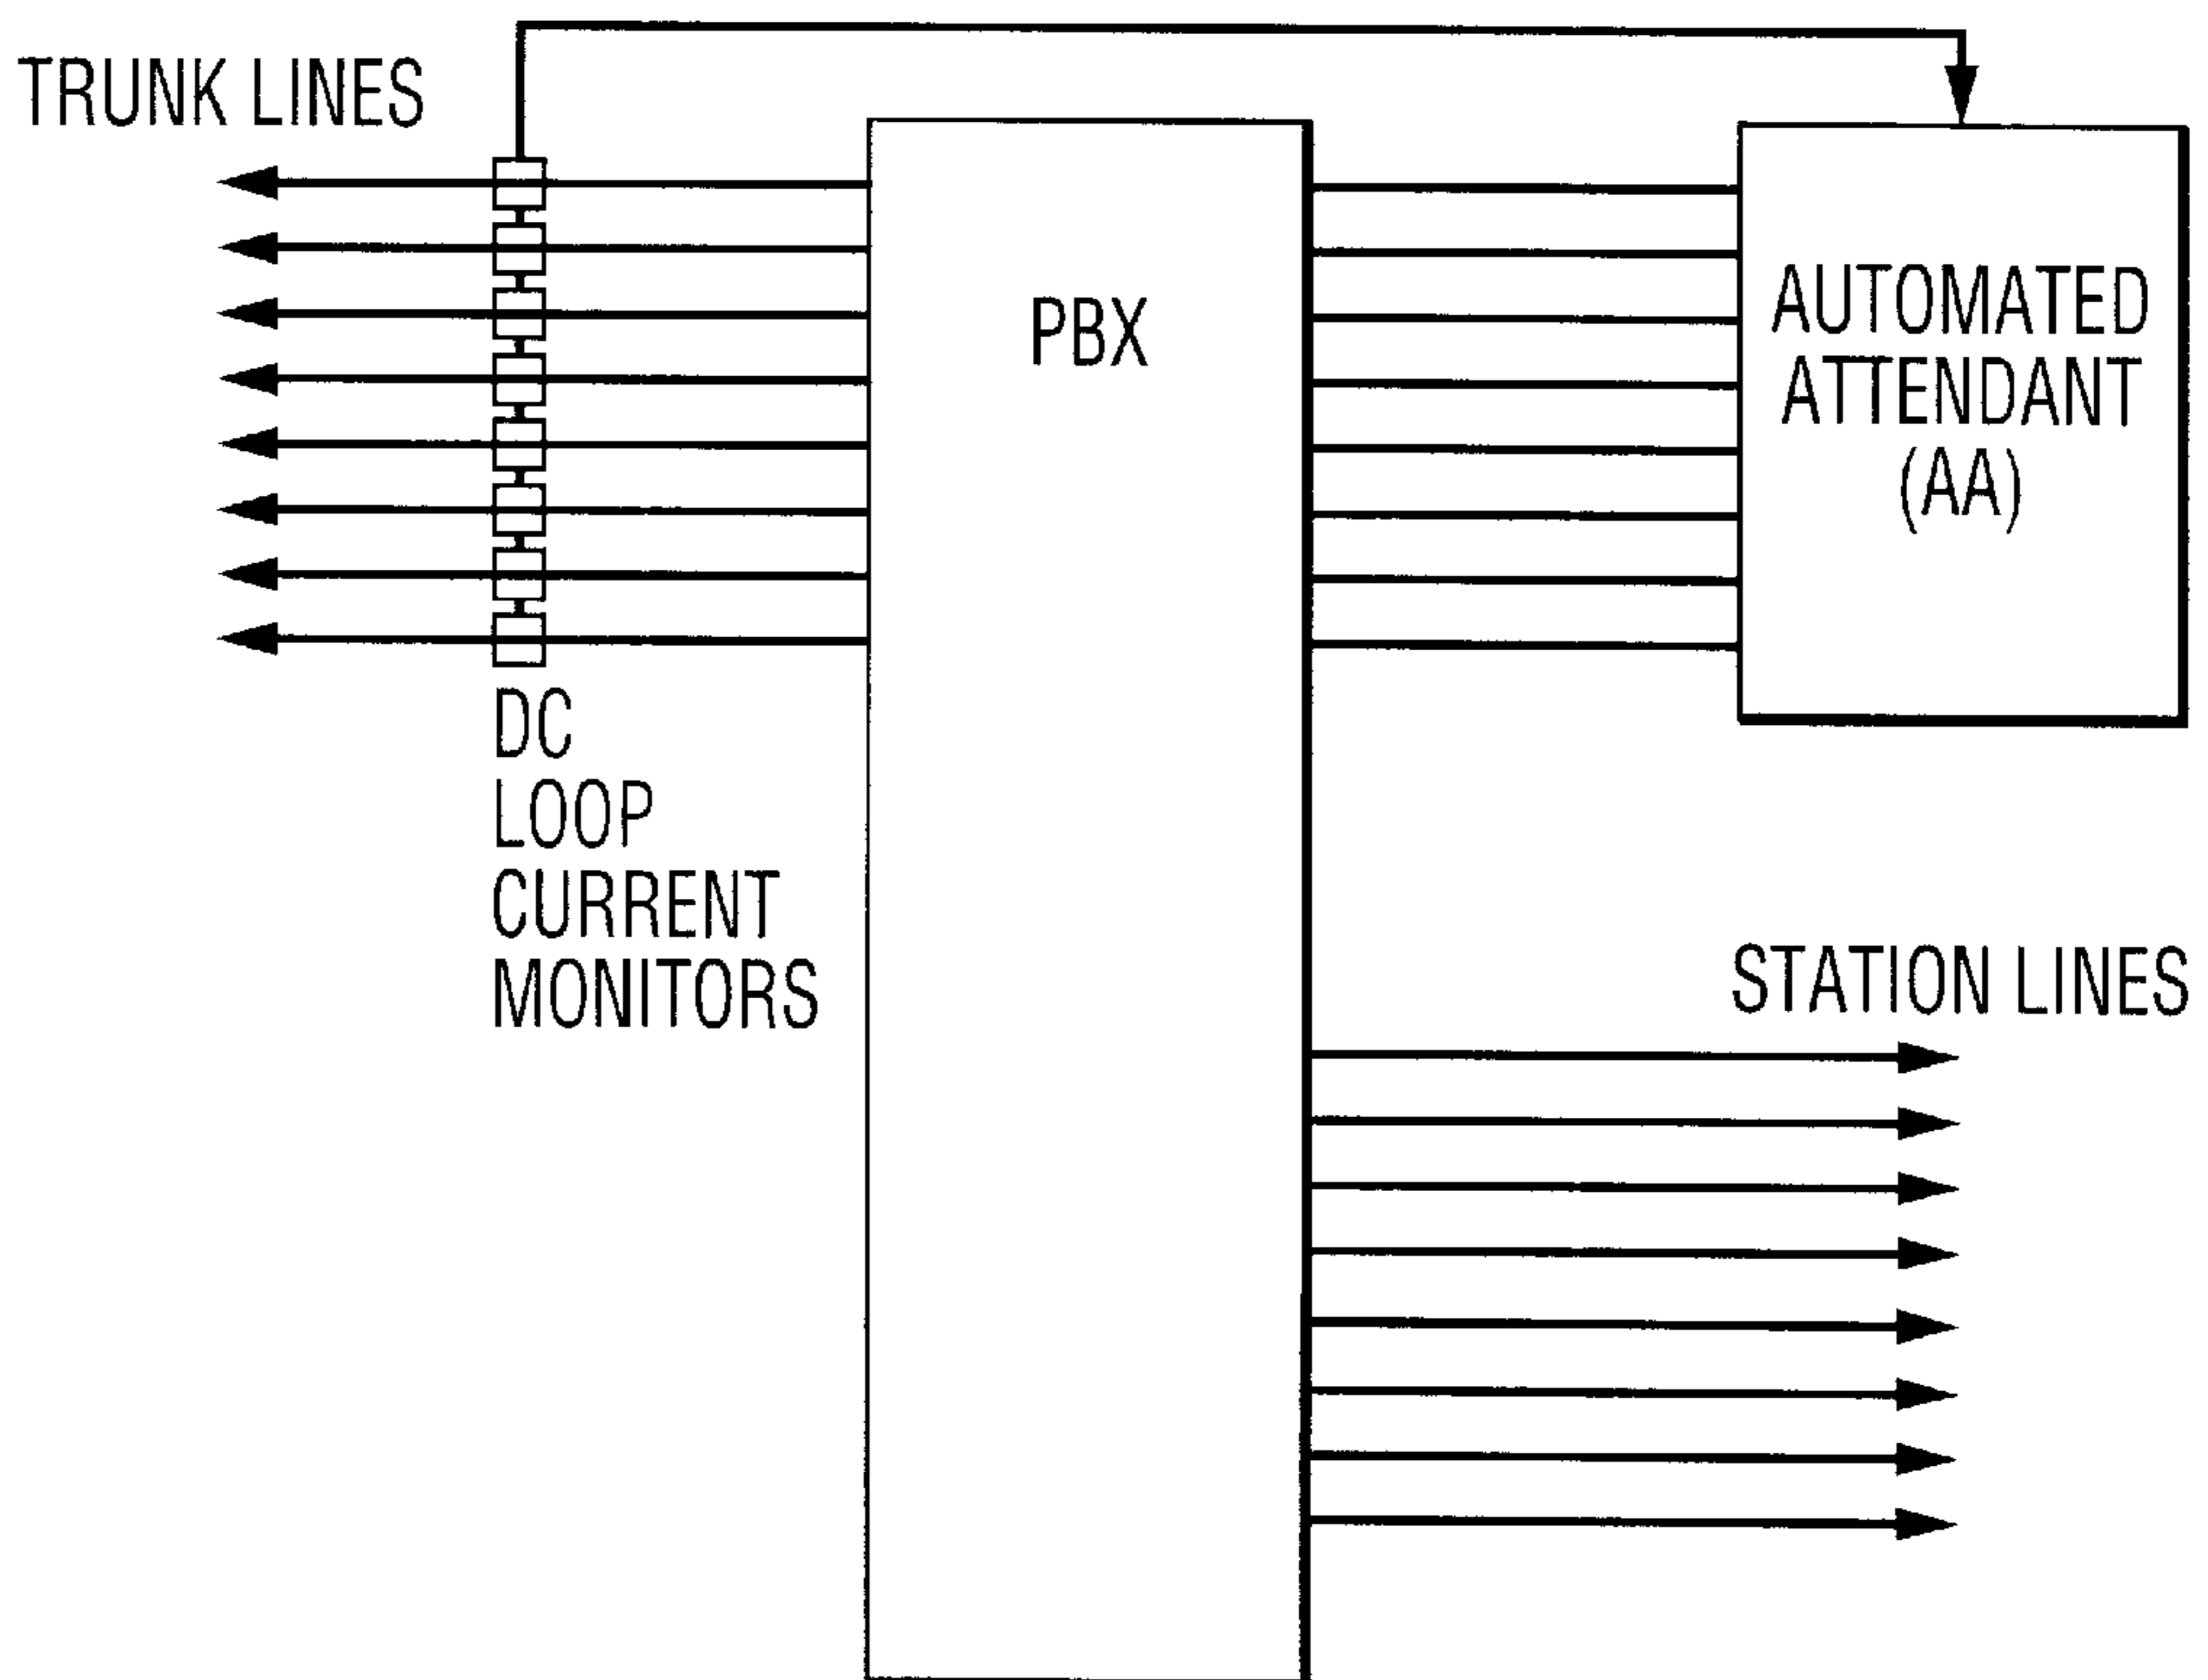 TRUNK LINES
PBX
AUTOMATED
ATTENDANT
(AA)
DC
LOOP
CURRENT
MONITORS
STATION LINES